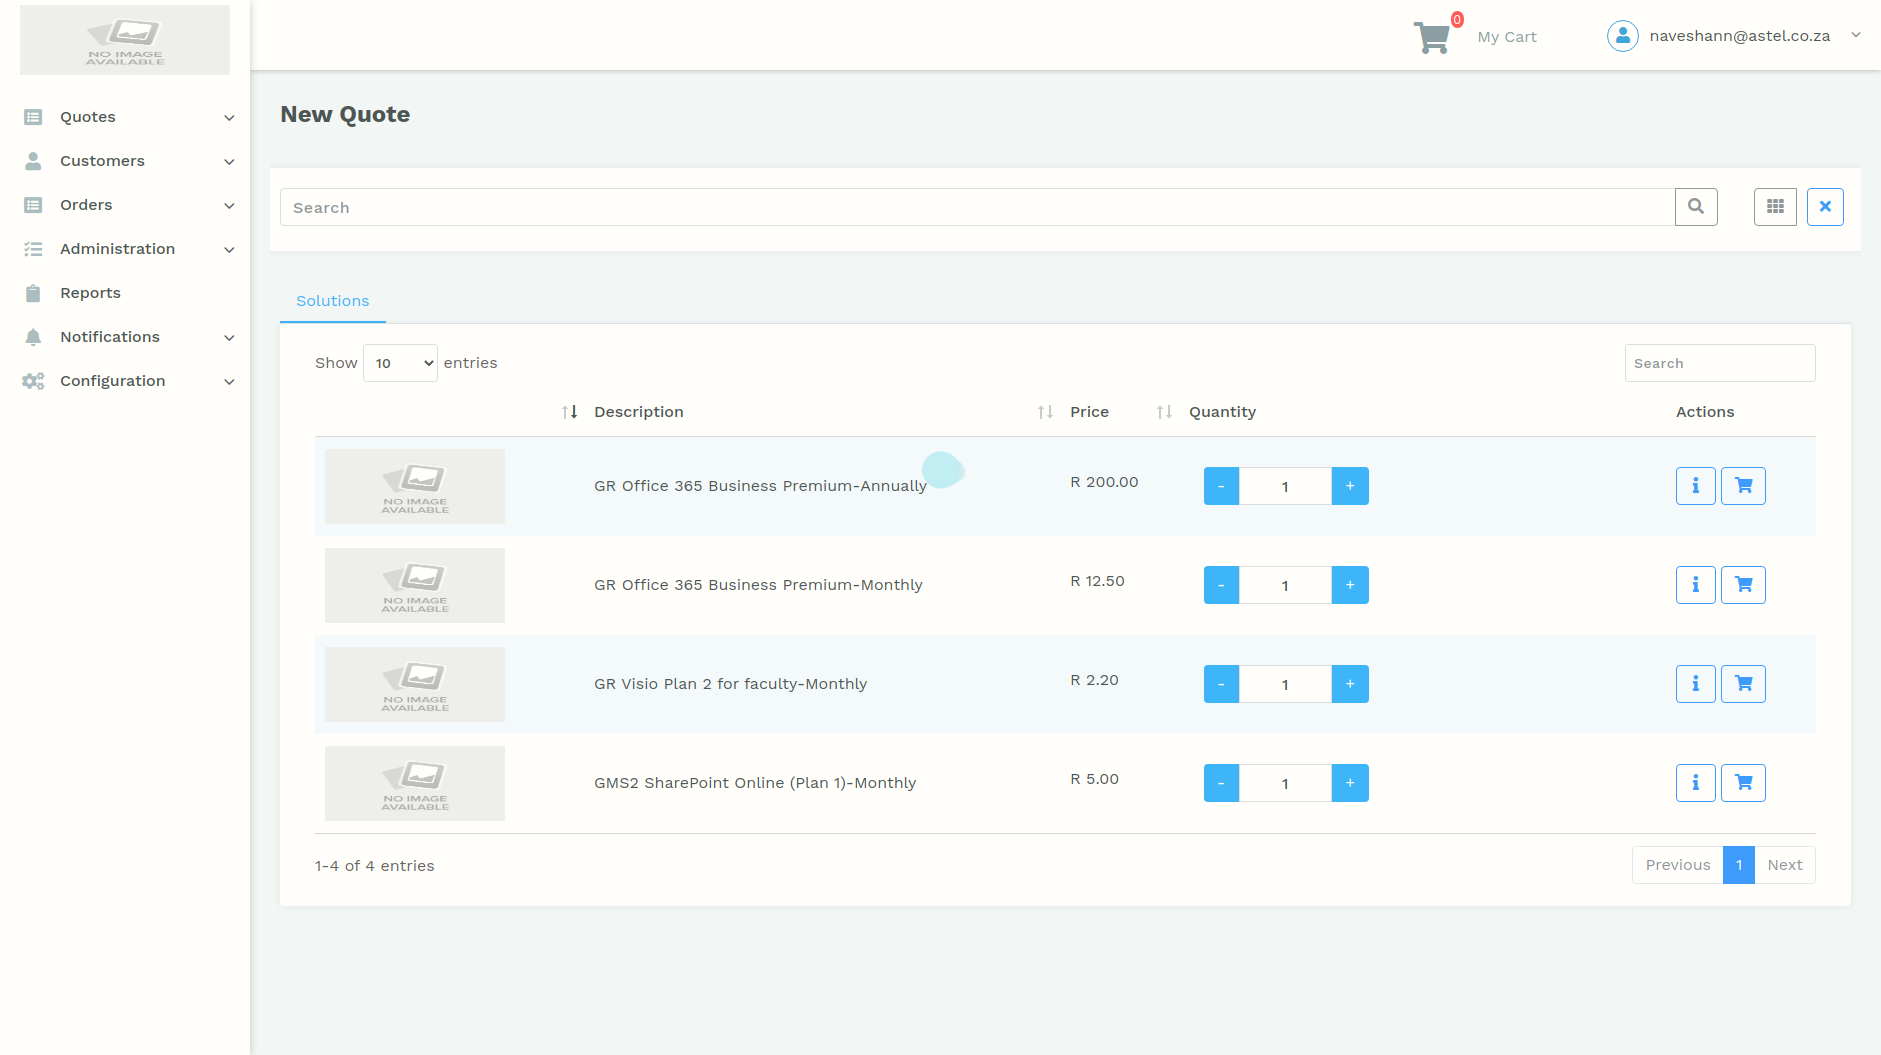 NO IMAGE
AVAILABLE
0
My Cart
naveshann@astel.co.za
Quotes
Customers
Orders
Administration
Reports
Notifications
Configuration
New Quote
Search
Solutions
Show 10 entries
Search
Description Price Quantity Actions
NO IMAGE
AVAILABLE
GR Office 365 Business Premium-Annually R 200.00 - 1 +
NO IMAGE
AVAILABLE
GR Office 365 Business Premium-Monthly R 12.50 - 1 +
NO IMAGE
AVAILABLE
GR Visio Plan 2 for faculty-Monthly R 2.20 - 1 +
NO IMAGE
AVAILABLE
GMS2 SharePoint Online (Plan 1)-Monthly R 5.00 - 1 +
1-4 of 4 entries
Previous 1 Next